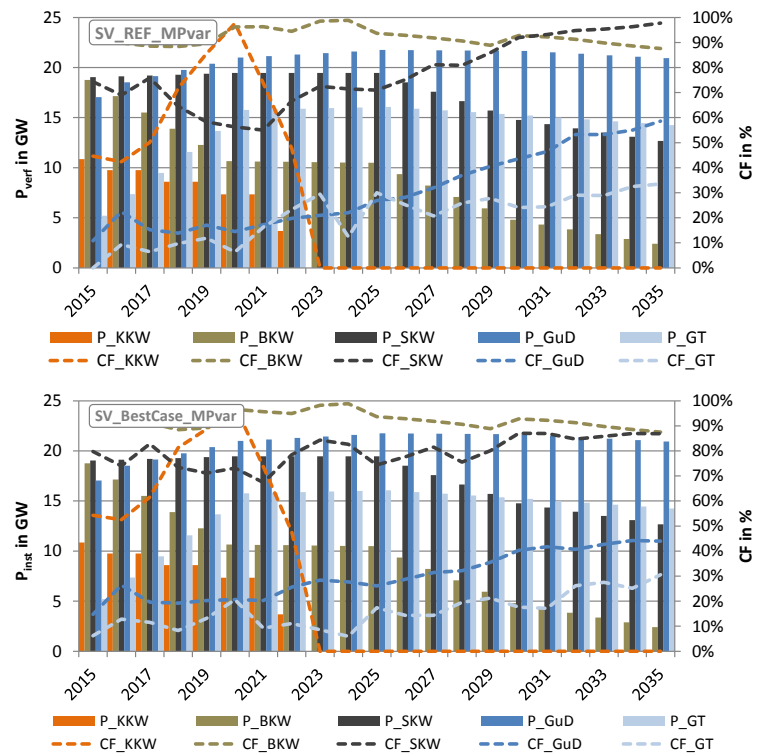 SV_REF_MPvar
P_verf in GW
25
20
15
10
5
0
100%
90%
80%
70%
60%
50%
40%
30%
20%
10%
0%
CF in %
2015 2017 2019 2021 2023 2025 2027 2029 2031 2033 2035
P_KKW P_BKW P_SKW P_GuD P_GT
CF_KKW CF_BKW CF_SKW CF_GuD CF_GT
SV_BestCase_MPvar
P_inst in GW
25
20
15
10
5
0
100%
90%
80%
70%
60%
50%
40%
30%
20%
10%
0%
CF in %
2015 2017 2019 2021 2023 2025 2027 2029 2031 2033 2035
P_KKW P_BKW P_SKW P_GuD P_GT
CF_KKW CF_BKW CF_SKW CF_GuD CF_GT